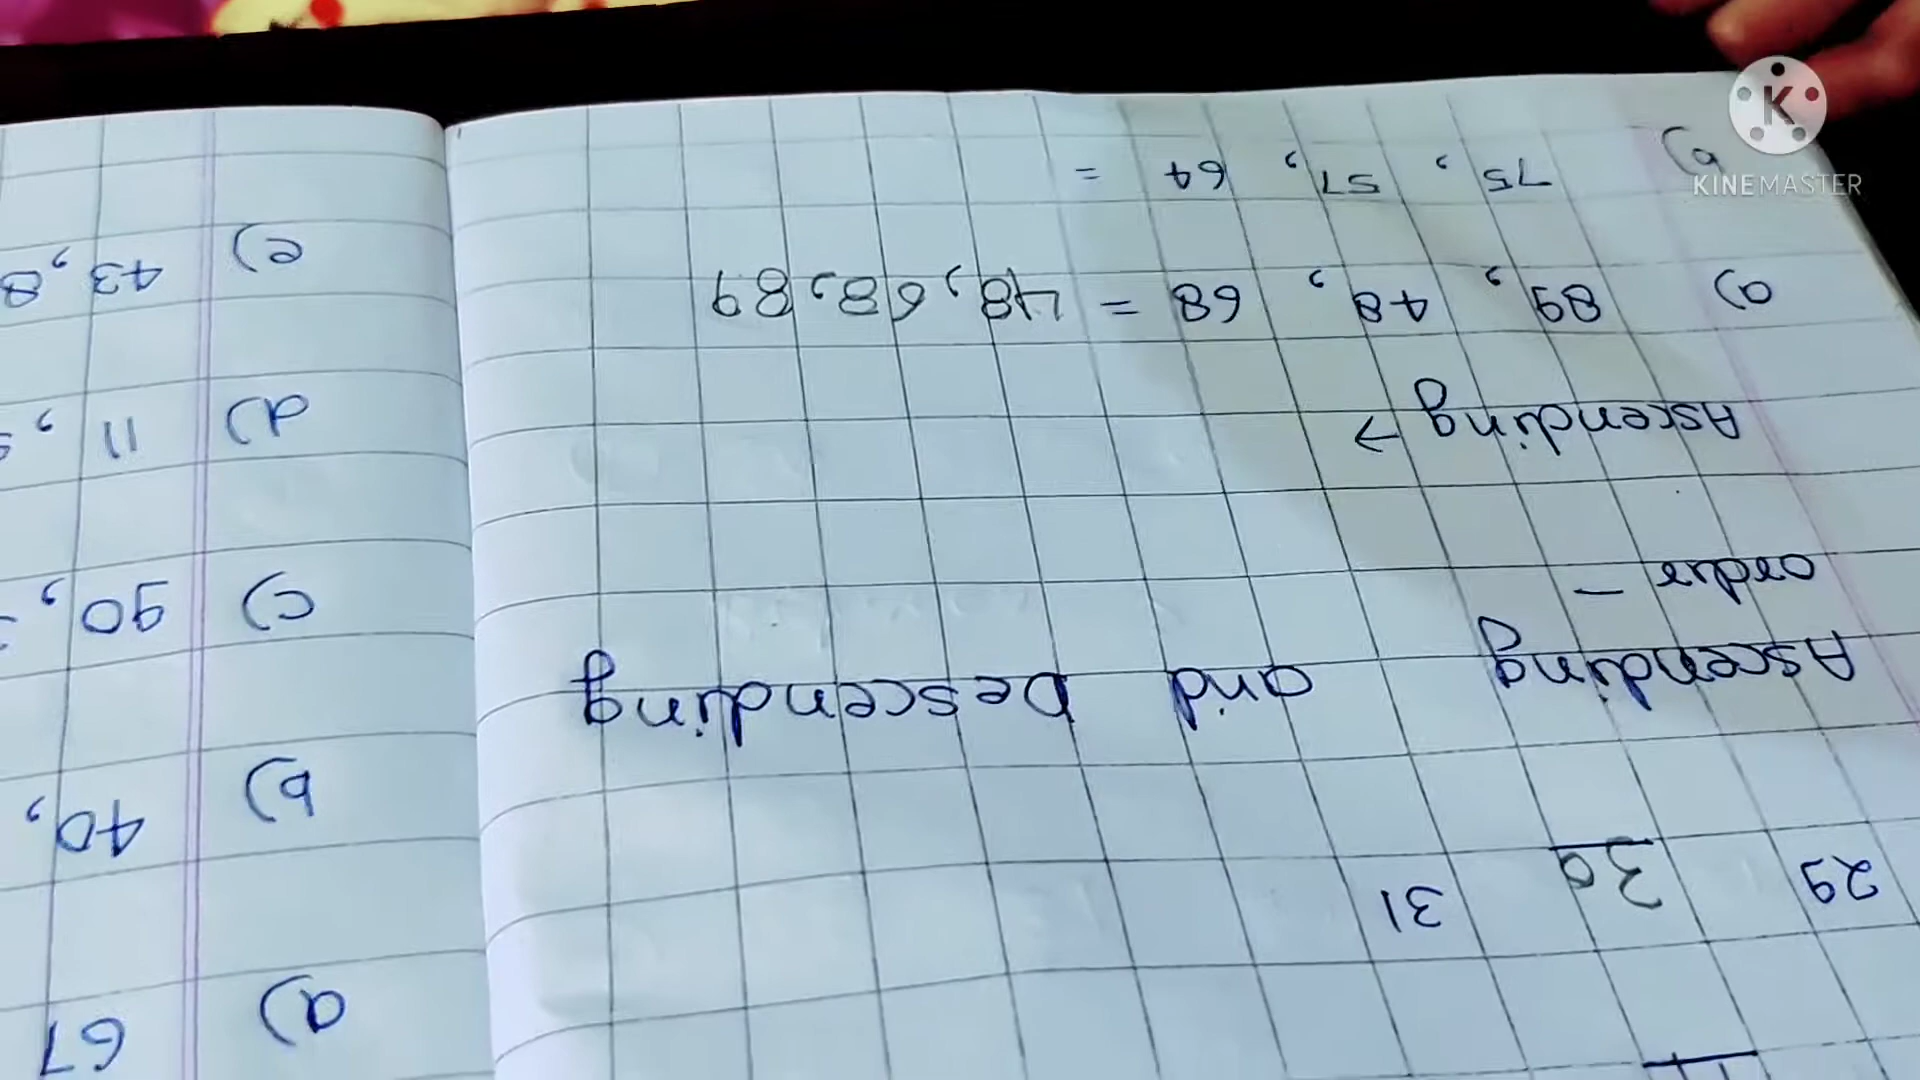 29 30 31
Ascending and Descending
order -
Ascending →
a) 89, 48, 68 = 48, 68, 89
b) 75, 57, 64 =
a) 67
b) 40,
c) 90,
d) 11,
e) 43, 8
KINEMASTER